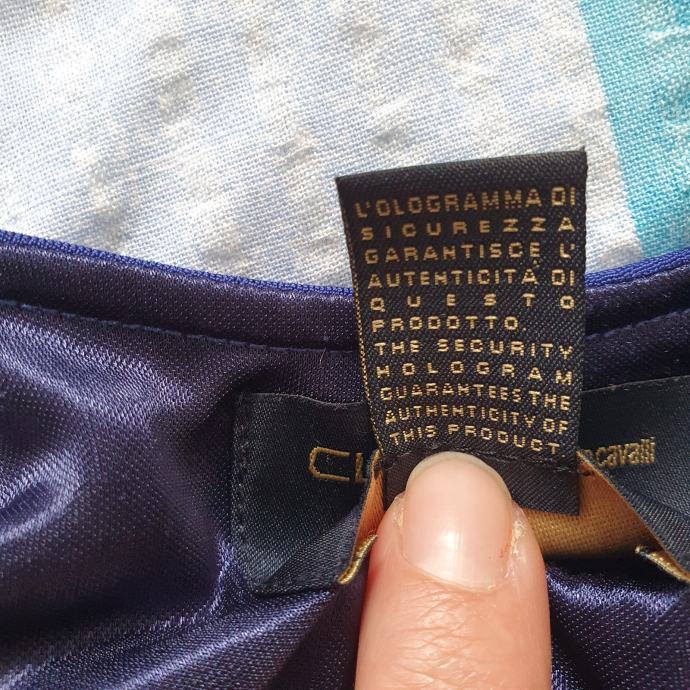 L'OLOGRAMMA DI
SICUREZZA
GARANTISCE L'
AUTENTICITÀ DI
QUESTO
PRODOTTO.
THE SECURITY
HOLOGRAM
GUARANTEES THE
AUTHENTICITY OF
THIS PRODUCT
cavalli